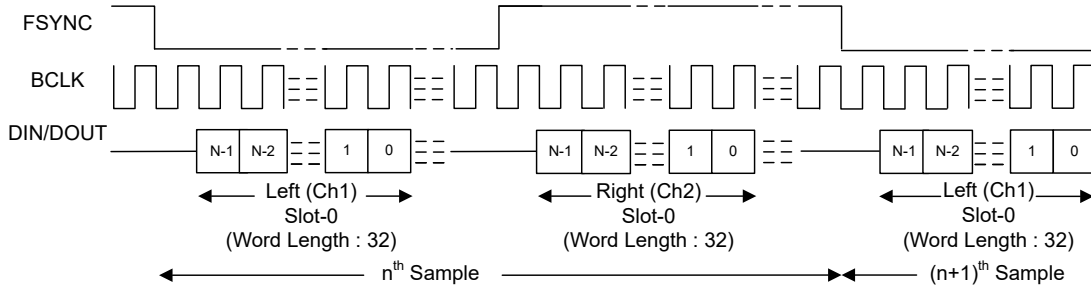 FSYNC
BCLK
DIN/DOUT
N-1 N-2 1 0 N-1 N-2 1 0 N-1 N-2 1 0
Left (Ch1) Right (Ch2) Left (Ch1)
Slot-0 Slot-0 Slot-0
(Word Length : 32) (Word Length : 32) (Word Length : 32)
nth Sample (n+1)th Sample